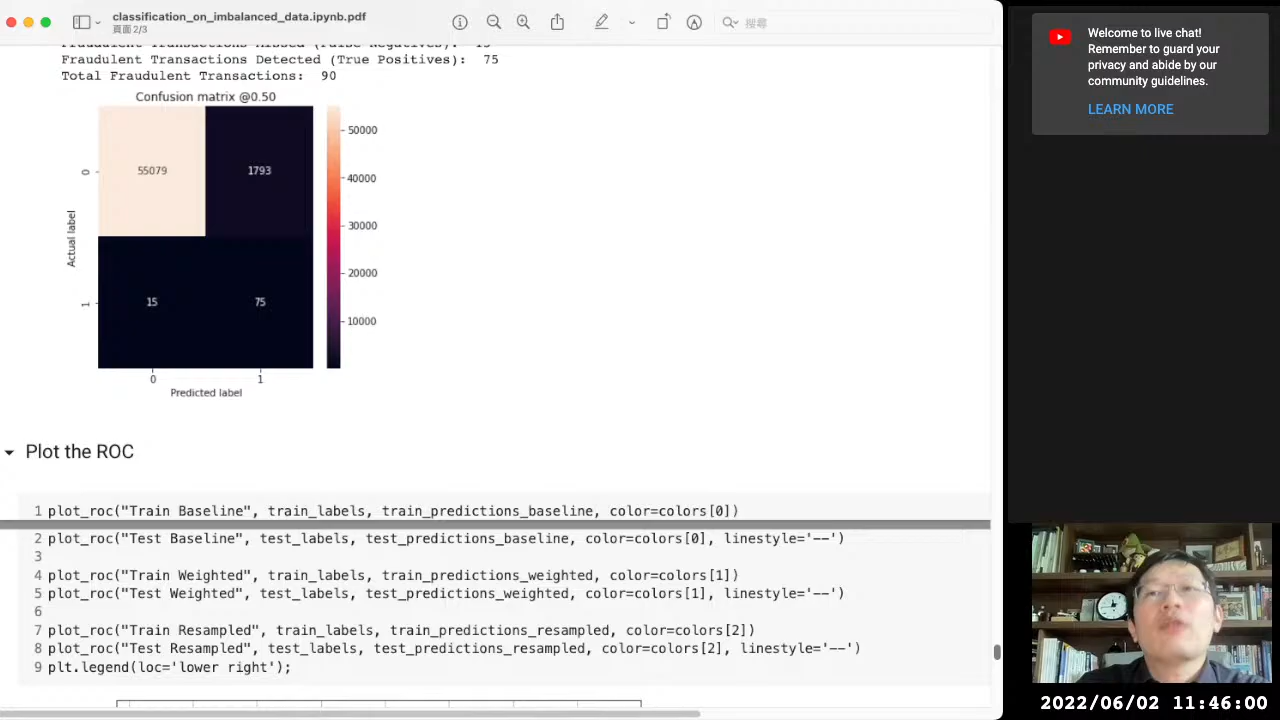 classification_on_imbalanced_data.ipynb.pdf
頁面 2/3
搜尋
Fraudulent Transactions Missed (False Negatives): 15
Fraudulent Transactions Detected (True Positives): 75
Total Fraudulent Transactions: 90
Confusion matrix @0.50
55079
1793
15
75
0
1
Actual label
0
1
Predicted label
50000
40000
30000
20000
10000
Plot the ROC
1 plot_roc("Train Baseline", train_labels, train_predictions_baseline, color=colors[0])
2 plot_roc("Test Baseline", test_labels, test_predictions_baseline, color=colors[0], linestyle='--')
3
4 plot_roc("Train Weighted", train_labels, train_predictions_weighted, color=colors[1])
5 plot_roc("Test Weighted", test_labels, test_predictions_weighted, color=colors[1], linestyle='--')
6
7 plot_roc("Train Resampled", train_labels, train_predictions_resampled, color=colors[2])
8 plot_roc("Test Resampled", test_labels, test_predictions_resampled, color=colors[2], linestyle='--')
9 plt.legend(loc='lower right');
Welcome to live chat!
Remember to guard your
privacy and abide by our
community guidelines.
LEARN MORE
2022/06/02 11:46:00